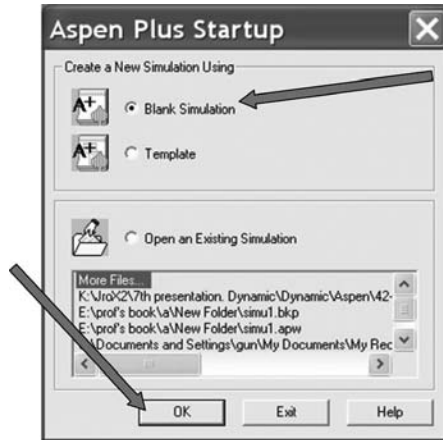 Aspen Plus Startup
Create a New Simulation Using
A+
Blank Simulation
A+
Template
Open an Existing Simulation
More Files...
K:\JroX2\7th presentation. Dynamic\Dynamic\Aspen\42-
E:\prof's book\a\New Folder\simu1.bkp
E:\prof's book\a\New Folder\simu1.apw
\Documents and Settings\gun\My Documents\My Rec
OK Exit Help